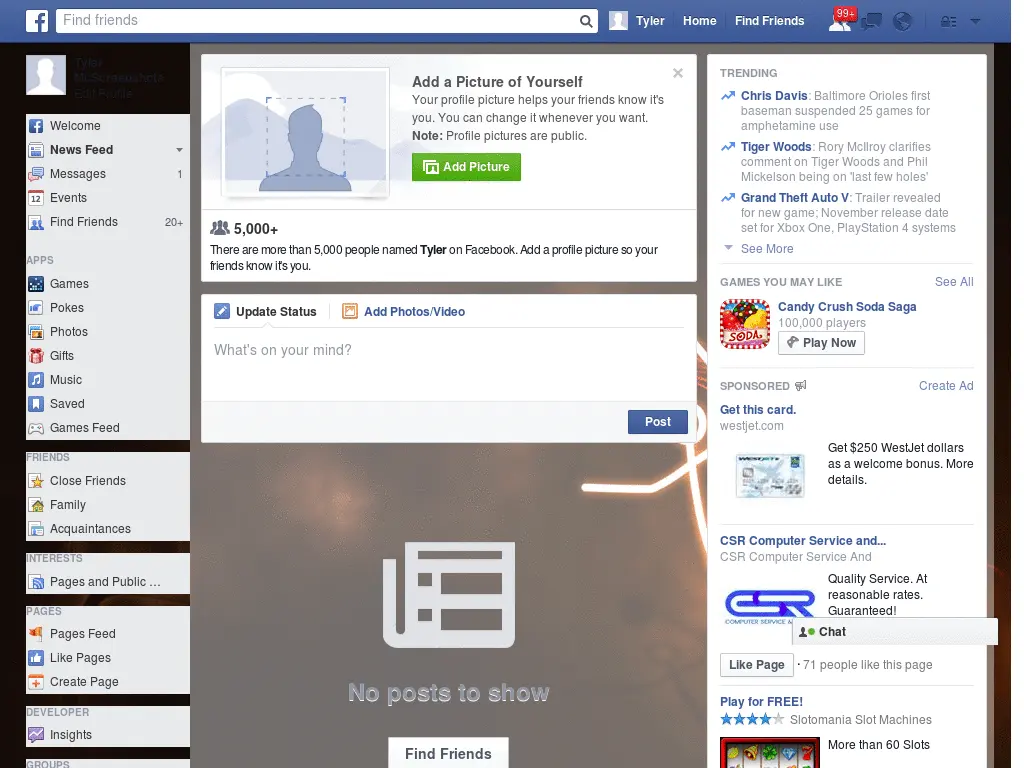 Find friends
Tyler
Home
Find Friends
99+
Tyler
McScreenshots
Edit Profile
Welcome
News Feed
Messages 1
12 Events
Find Friends 20+
APPS
Games
Pokes
Photos
Gifts
Music
Saved
Games Feed
FRIENDS
Close Friends
Family
Acquaintances
INTERESTS
Pages and Public ...
PAGES
Pages Feed
Like Pages
Create Page
DEVELOPER
Insights
GROUPS
Add a Picture of Yourself
Your profile picture helps your friends know it's
you. You can change it whenever you want.
Note: Profile pictures are public.
Add Picture
5,000+
There are more than 5,000 people named Tyler on Facebook. Add a profile picture so your
friends know it's you.
Update Status
Add Photos/Video
What's on your mind?
Post
No posts to show
Find Friends
TRENDING
Chris Davis: Baltimore Orioles first
baseman suspended 25 games for
amphetamine use
Tiger Woods: Rory McIlroy clarifies
comment on Tiger Woods and Phil
Mickelson being on 'last few holes'
Grand Theft Auto V: Trailer revealed
for new game; November release date
set for Xbox One, PlayStation 4 systems
See More
GAMES YOU MAY LIKE See All
SODA
Candy Crush Soda Saga
100,000 players
Play Now
SPONSORED Create Ad
Get this card.
westjet.com
WESTJET
Get $250 WestJet dollars
as a welcome bonus. More
details.
CSR Computer Service and...
CSR Computer Service And
CSR
COMPUTER SERVICE &
Quality Service. At
reasonable rates.
Guaranteed!
Chat
Like Page · 71 people like this page
Play for FREE!
Slotomania Slot Machines
More than 60 Slots